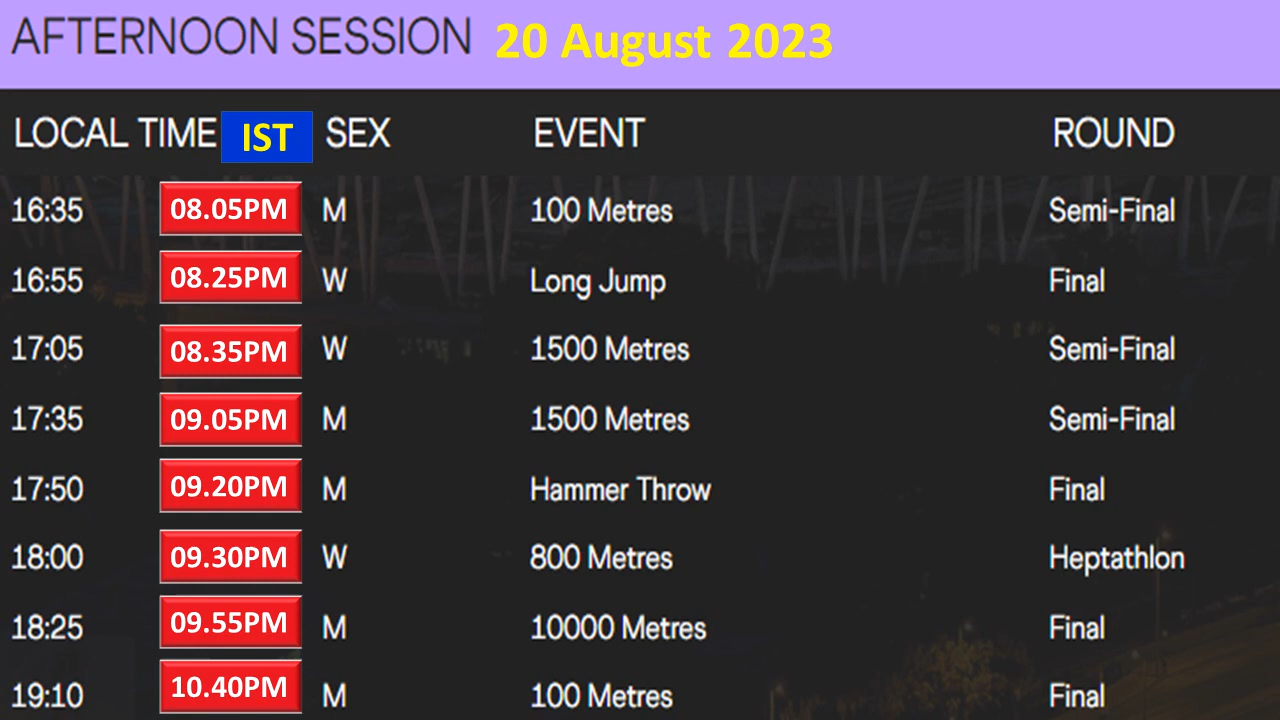 AFTERNOON SESSION 20 August 2023
LOCAL TIME IST SEX EVENT ROUND
16:35 08.05PM M 100 Metres Semi-Final
16:55 08.25PM W Long Jump Final
17:05 08.35PM W 1500 Metres Semi-Final
17:35 09.05PM M 1500 Metres Semi-Final
17:50 09.20PM M Hammer Throw Final
18:00 09.30PM W 800 Metres Heptathlon
18:25 09.55PM M 10000 Metres Final
19:10 10.40PM M 100 Metres Final